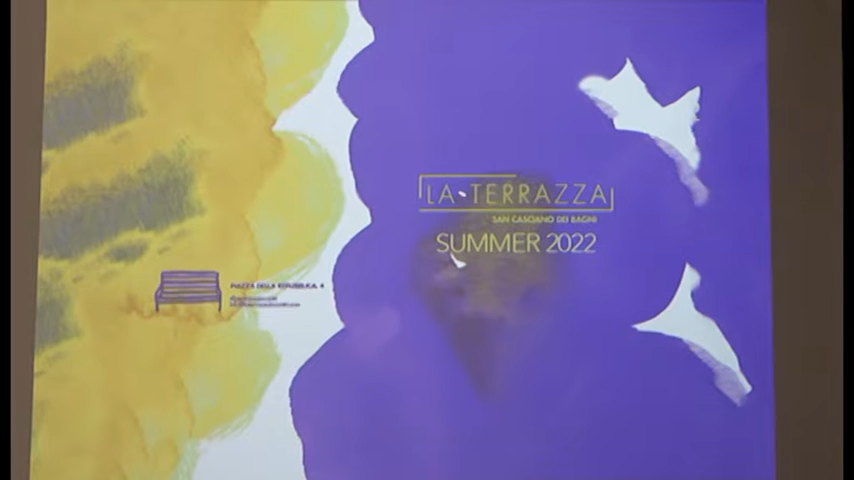 LA TERRAZZA
SAN CASCIANO DEI BAGNI
SUMMER 2022
PIAZZA DELLA REPUBBLICA, 4